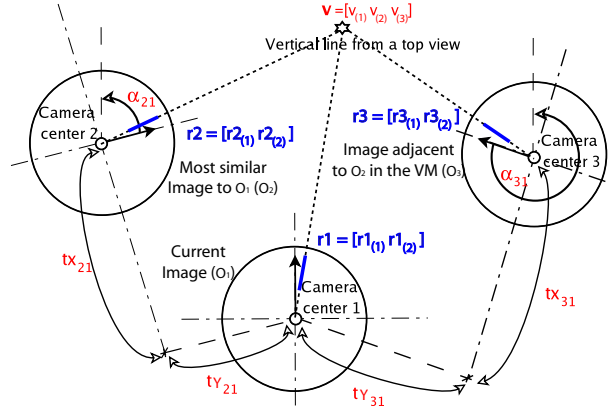 v =[v(1) v(2) v(3)]
Vertical line from a top view
α21
Camera
center 2
r2 = [r2(1) r2(2)]
Most similar
Image to O1 (O2)
r3 = [r3(1) r3(2)]
Image adjacent
to O2 in the VM (O3)
Camera
center 3
α31
tx21
Current
Image (O1)
r1 = [r1(1) r1(2)]
Camera
center 1
tx31
tY21
tY31